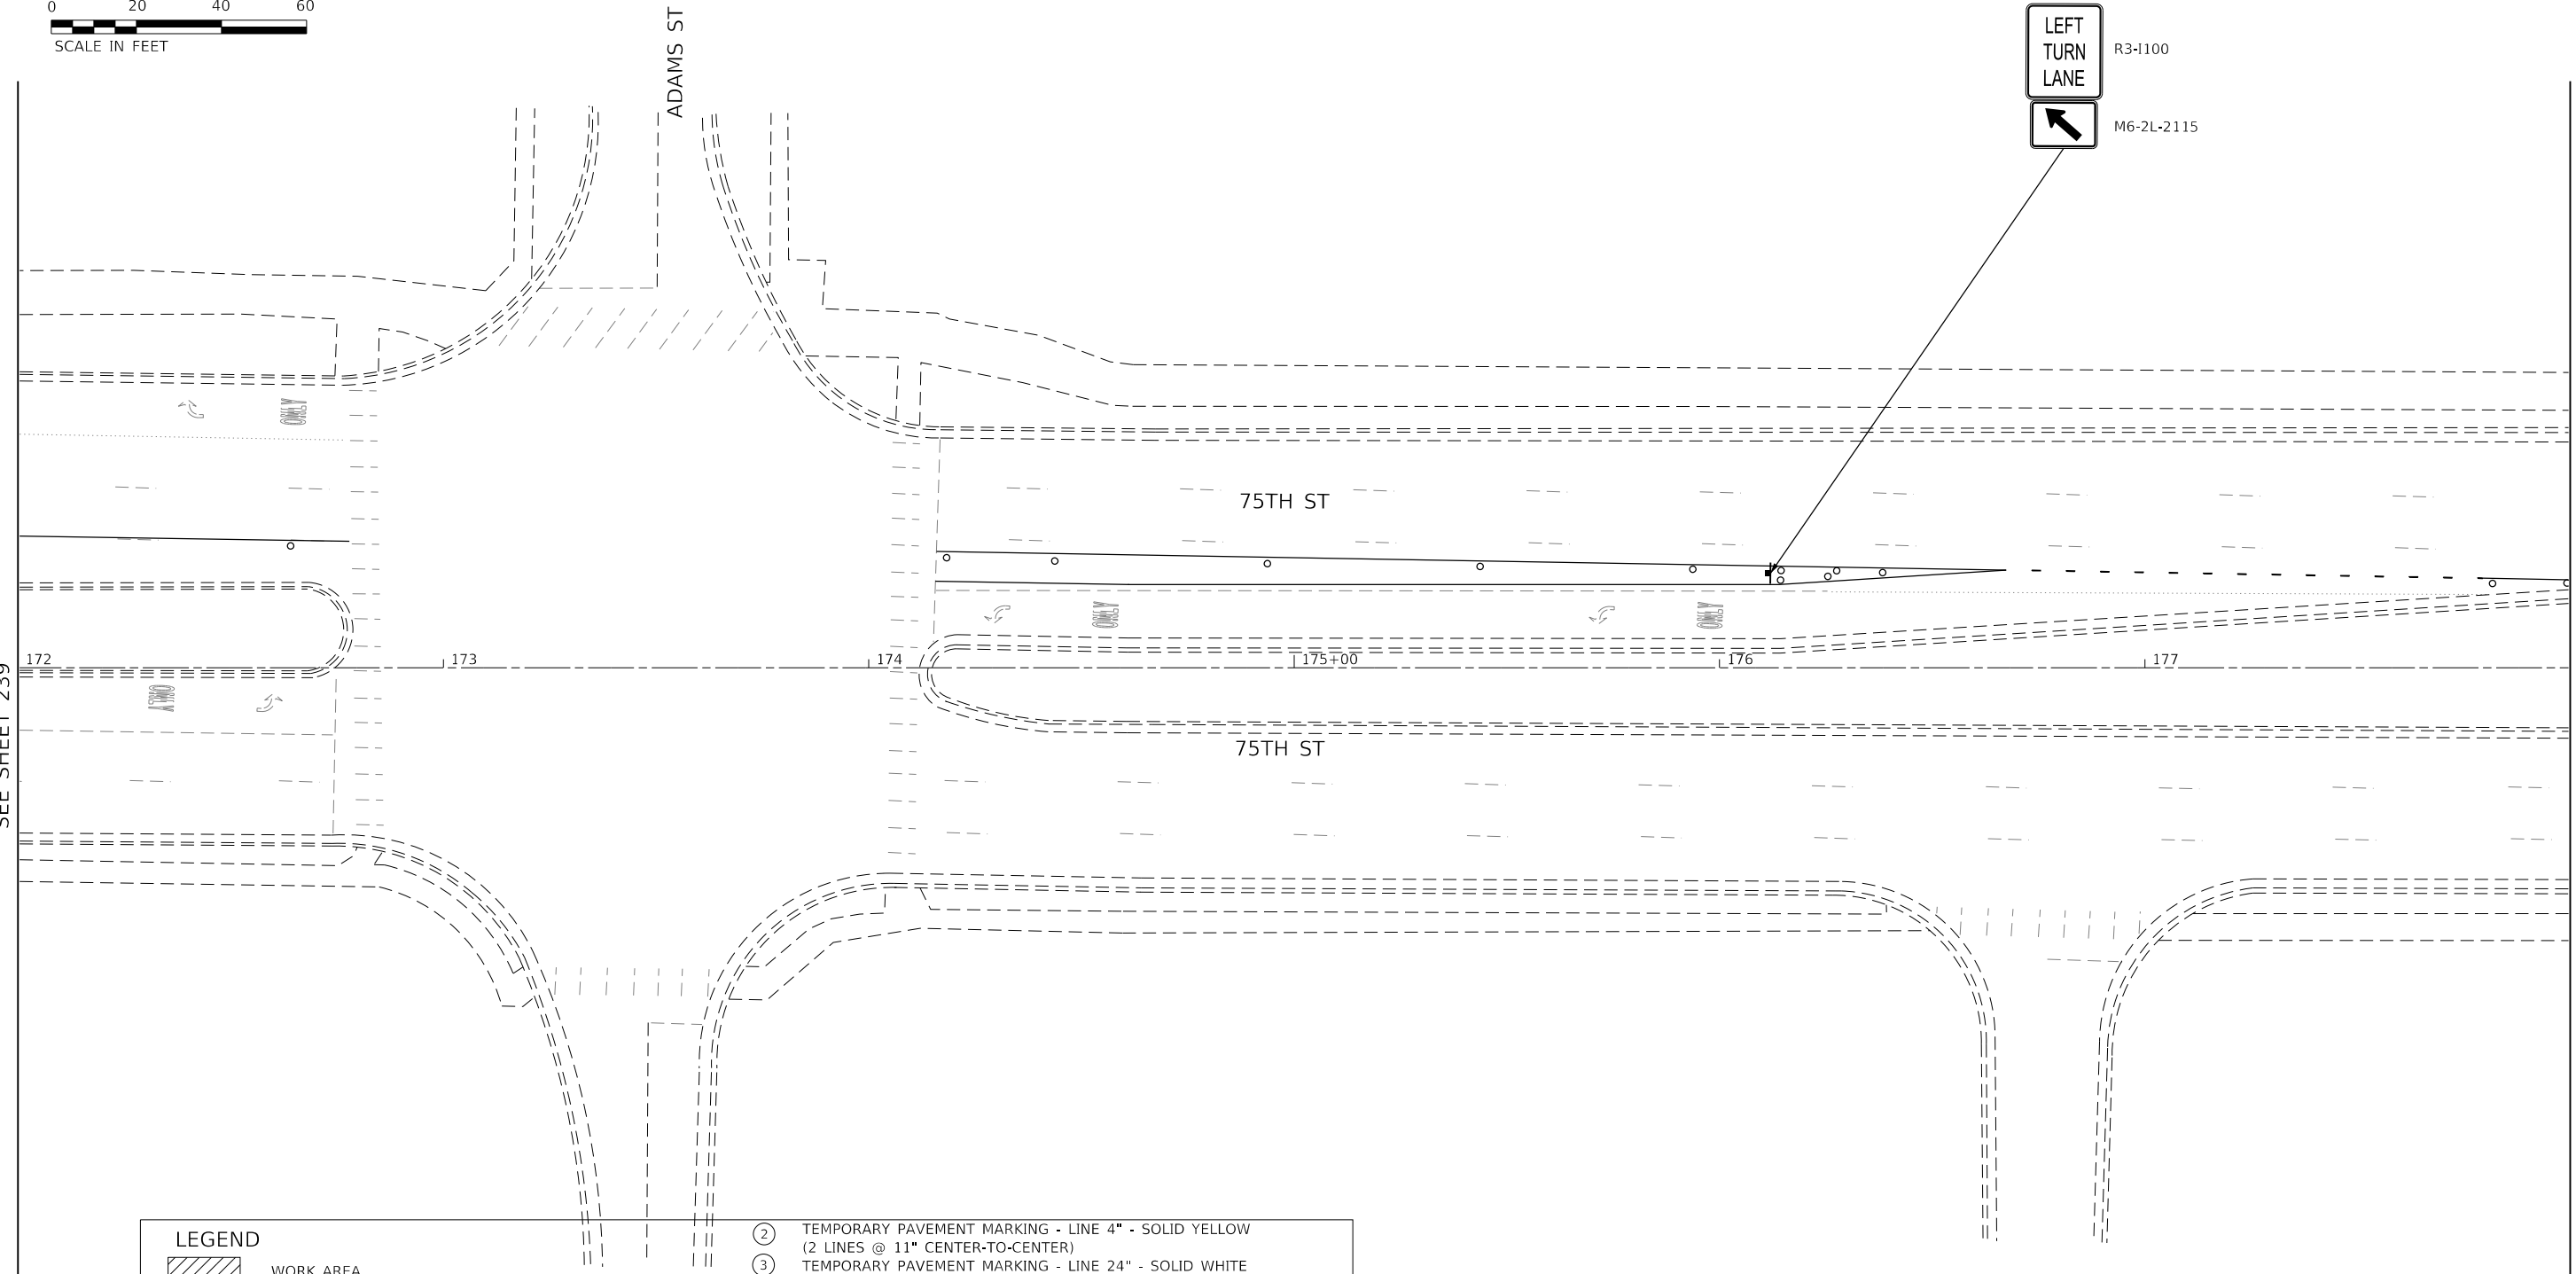 0 20 40 60
SCALE IN FEET
ADAMS ST
LEFT
TURN
LANE
R3-I100
M6-2L-2115
ONLY
75TH ST
ONLY
ONLY
172 173 174 175+00 176 177
SEE SHEET 239
ONLY
75TH ST
LEGEND
WORK AREA
2 TEMPORARY PAVEMENT MARKING - LINE 4" - SOLID YELLOW
(2 LINES @ 11" CENTER-TO-CENTER)
3 TEMPORARY PAVEMENT MARKING - LINE 24" - SOLID WHITE